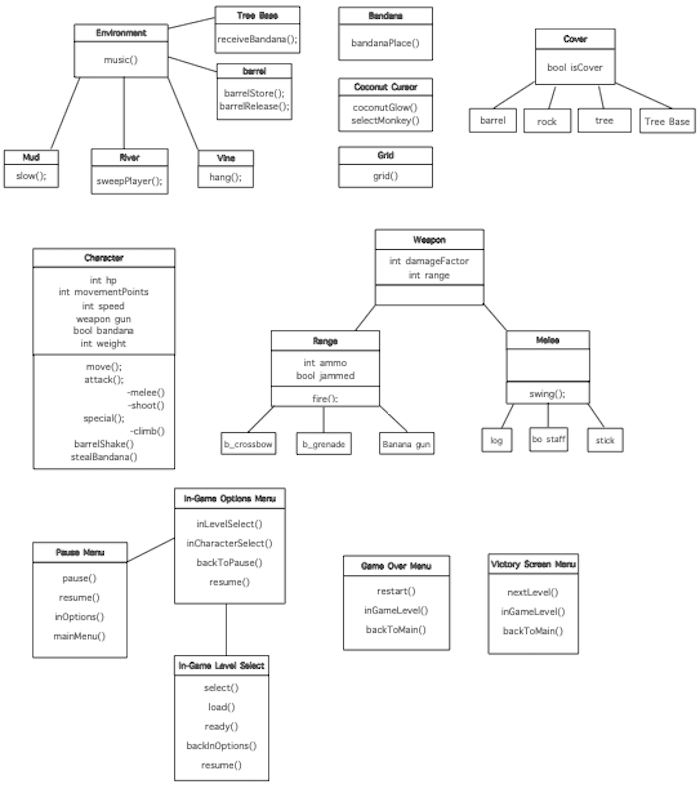 Environment
music()
Tree Base
receiveBandana();
barrel
barrelStore();
barrelRelease();
Mud
slow();
River
sweepPlayer();
Vine
hang();
Bandana
bandanaPlace()
Coconut Cursor
coconutGlow()
selectMonkey()
Grid
grid()
Cover
bool isCover
barrel
rock
tree
Tree Base
Character
int hp
int movementPoints
int speed
weapon gun
bool bandana
int weight
move();
attack();
-melee()
-shoot()
special();
-climb()
barrelShake()
stealBandana()
Weapon
int damageFactor
int range
Range
int ammo
bool jammed
fire();
Melee
swing();
b_crossbow
b_grenade
Banana gun
log
bo staff
stick
In-Game Options Menu
inLevelSelect()
inCharacterSelect()
backToPause()
resume()
Pause Menu
pause()
resume()
inOptions()
mainMenu()
In-Game Level Select
select()
load()
ready()
backInOptions()
resume()
Game Over Menu
restart()
inGameLevel()
backToMain()
Victory Screen Menu
nextLevel()
inGameLevel()
backToMain()